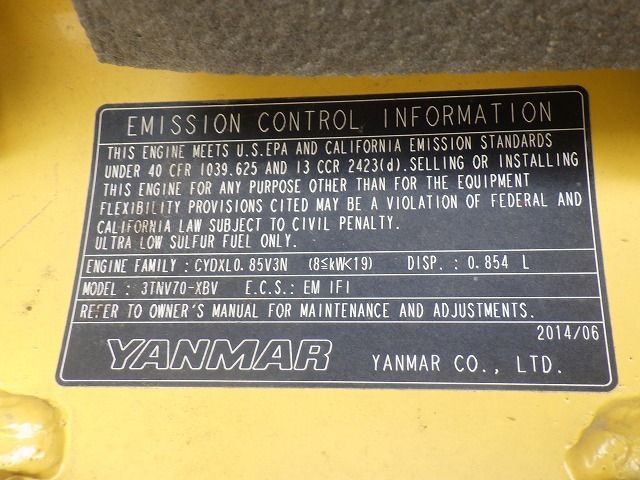 EMISSION CONTROL INFORMATION
THIS ENGINE MEETS U.S.EPA AND CALIFORNIA EMISSION STANDARDS
UNDER 40 CFR 1039.625 AND 13 CCR 2423(d).SELLING OR INSTALLING
THIS ENGINE FOR ANY PURPOSE OTHER THAN FOR THE EQUIPMENT
FLEXIBILITY PROVISIONS CITED MAY BE A VIOLATION OF FEDERAL AND
CALIFORNIA LAW SUBJECT TO CIVIL PENALTY.
ULTRA LOW SULFUR FUEL ONLY.
ENGINE FAMILY : CYDXL0.85V3N (8≦kW<19) DISP. : 0.854 L
MODEL : 3TNV70-XBV E.C.S.: EM IFI
REFER TO OWNER'S MANUAL FOR MAINTENANCE AND ADJUSTMENTS.
2014/06
YANMAR YANMAR CO., LTD.